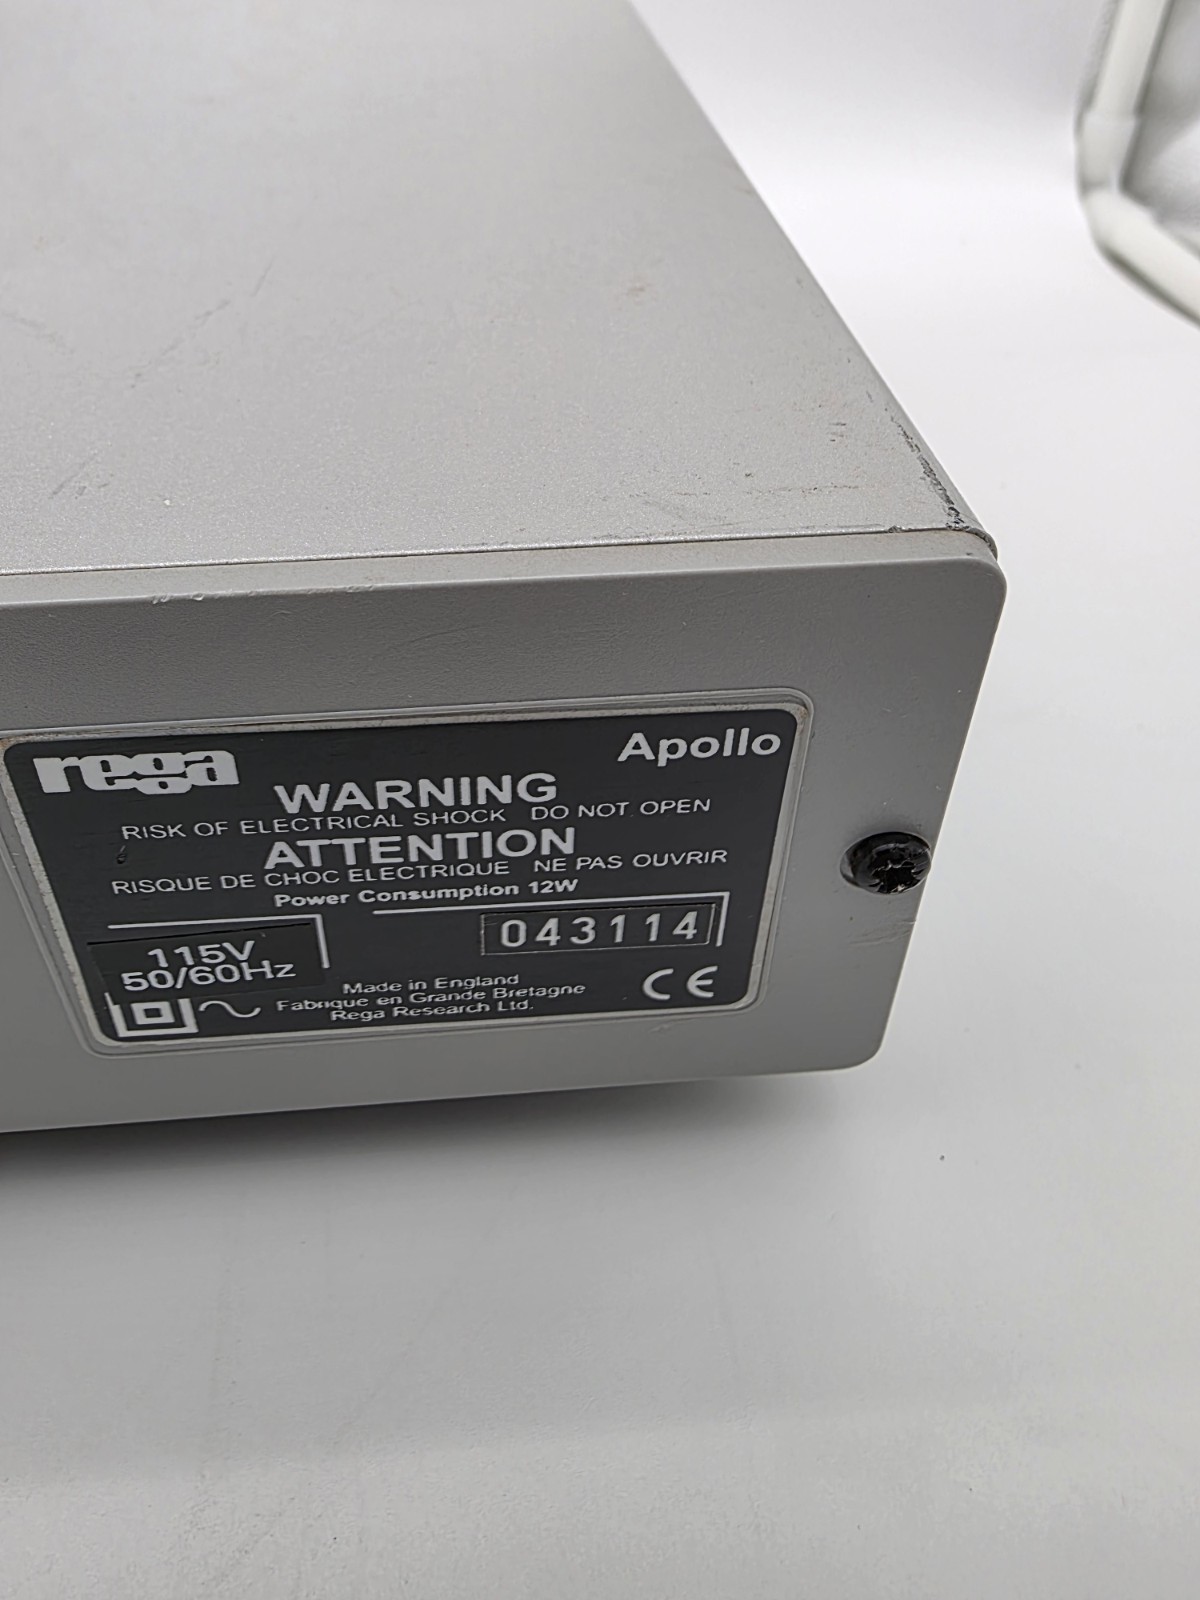 rega
Apollo
WARNING
RISK OF ELECTRICAL SHOCK DO NOT OPEN
ATTENTION
RISQUE DE CHOC ELECTRIQUE NE PAS OUVRIR
Power Consumption 12W
115V
50/60Hz
043114
Made in England
Fabrique en Grande Bretagne
Rega Research Ltd.
CE